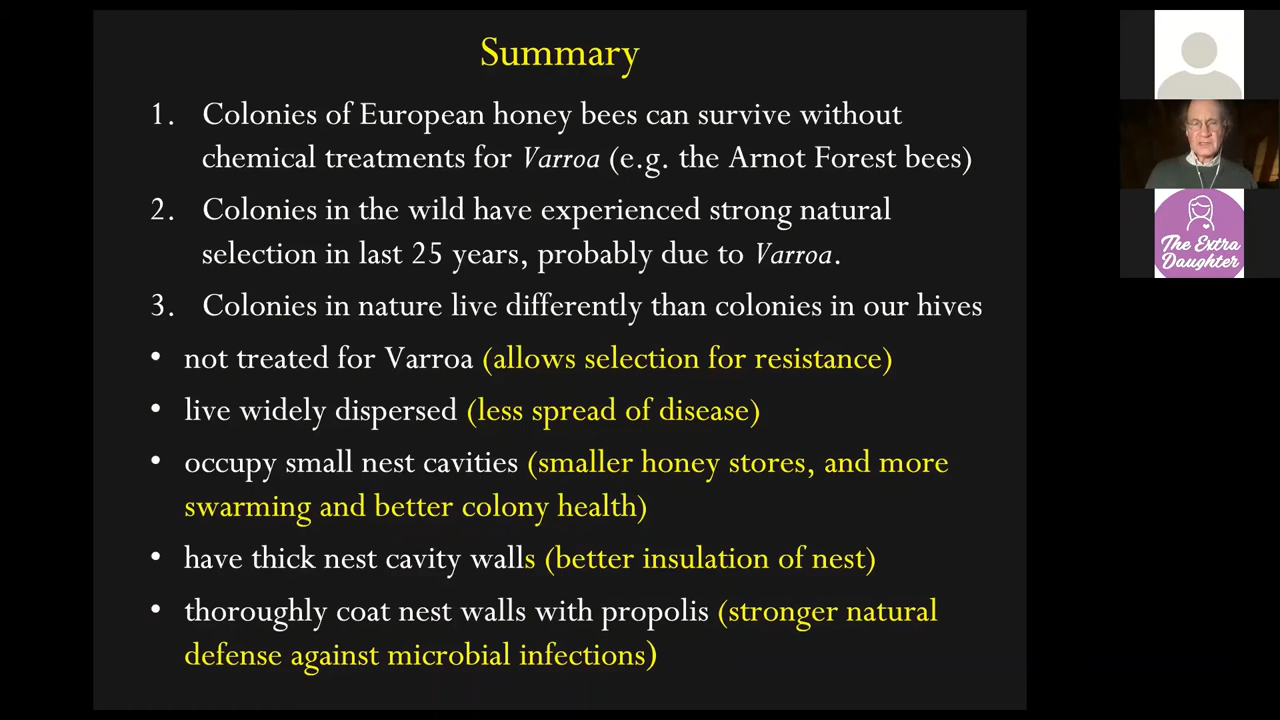 Summary
1. Colonies of European honey bees can survive without
chemical treatments for Varroa (e.g. the Arnot Forest bees)
2. Colonies in the wild have experienced strong natural
selection in last 25 years, probably due to Varroa.
3. Colonies in nature live differently than colonies in our hives
• not treated for Varroa (allows selection for resistance)
• live widely dispersed (less spread of disease)
• occupy small nest cavities (smaller honey stores, and more
swarming and better colony health)
• have thick nest cavity walls (better insulation of nest)
• thoroughly coat nest walls with propolis (stronger natural
defense against microbial infections)
The Extra
Daughter